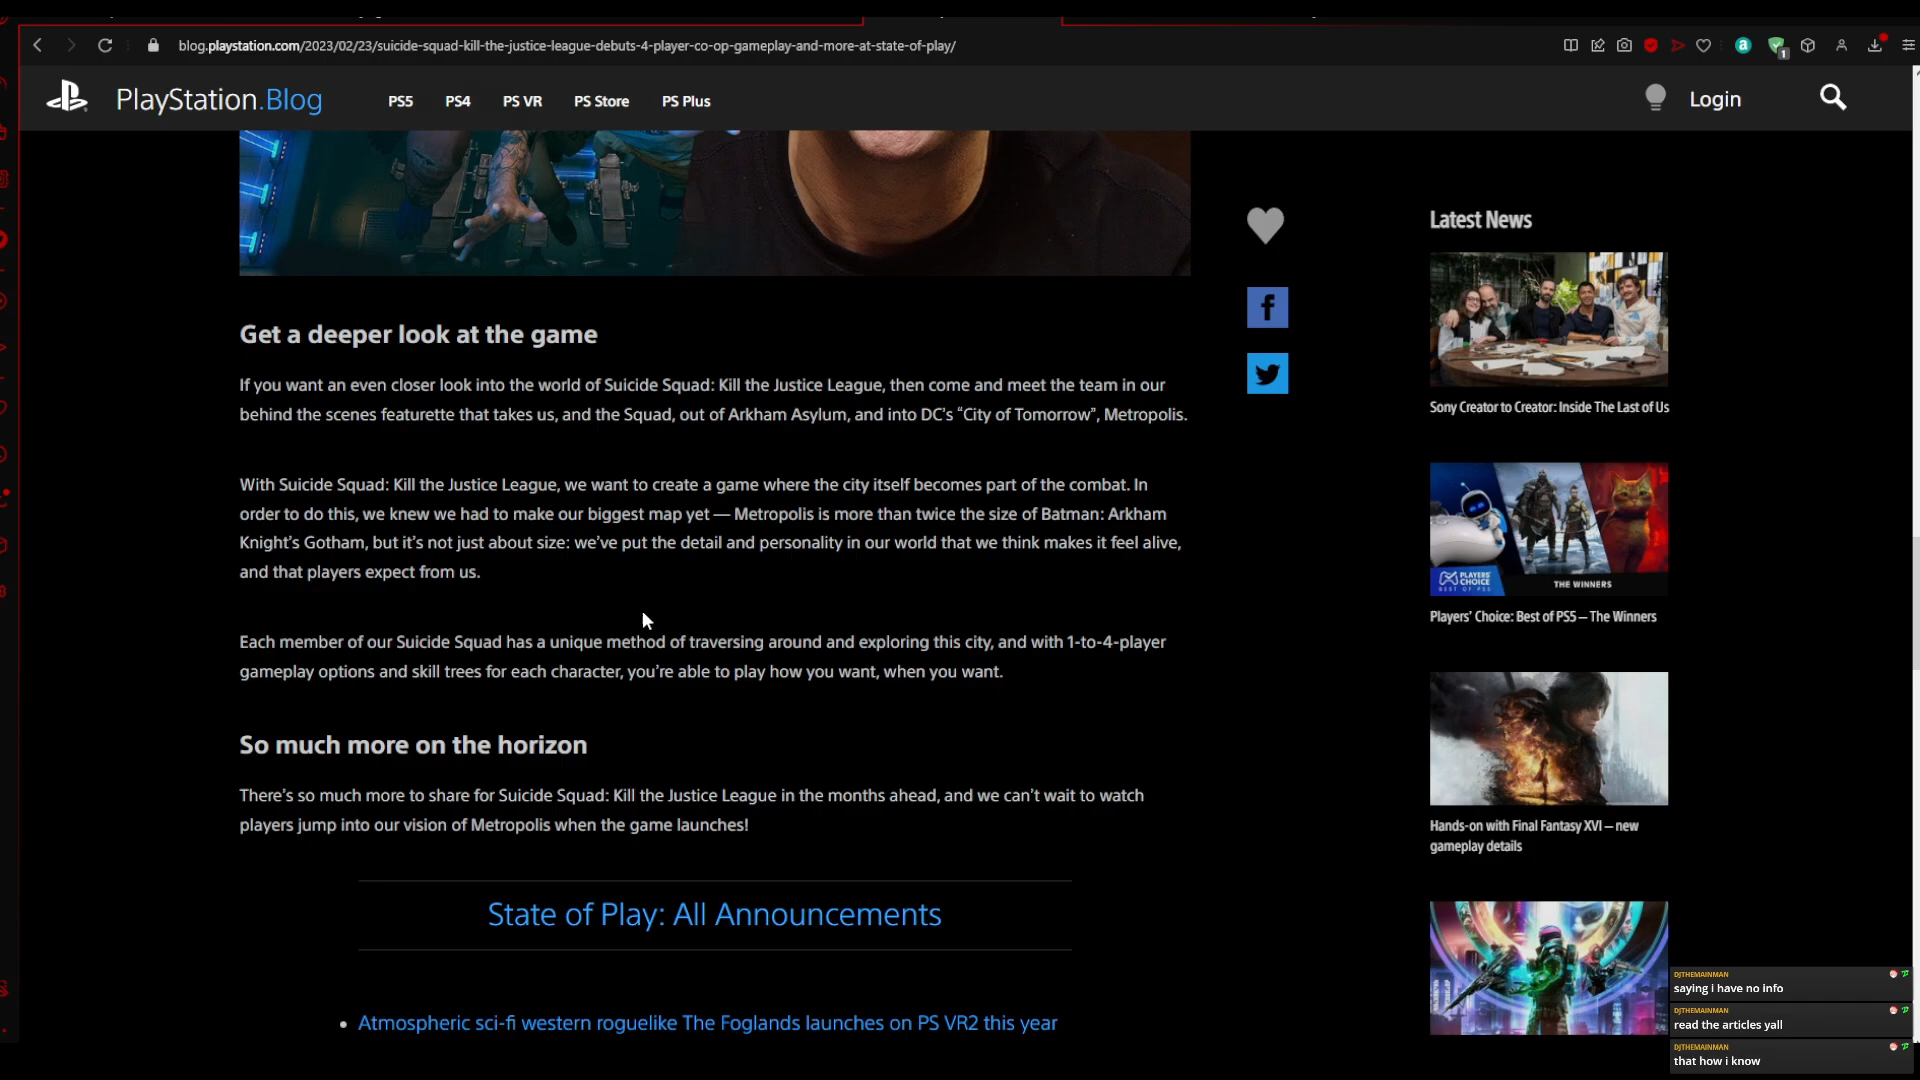 blog.playstation.com/2023/02/23/suicide-squad-kill-the-justice-league-debuts-4-player-co-op-gameplay-and-more-at-state-of-play/
a
1
PlayStation.Blog
PS5
PS4
PS VR
PS Store
PS Plus
Login
Get a deeper look at the game
If you want an even closer look into the world of Suicide Squad: Kill the Justice League, then come and meet the team in our
behind the scenes featurette that takes us, and the Squad, out of Arkham Asylum, and into DC's “City of Tomorrow”, Metropolis.
With Suicide Squad: Kill the Justice League, we want to create a game where the city itself becomes part of the combat. In
order to do this, we knew we had to make our biggest map yet — Metropolis is more than twice the size of Batman: Arkham
Knight's Gotham, but it's not just about size: we've put the detail and personality in our world that we think makes it feel alive,
and that players expect from us.
Each member of our Suicide Squad has a unique method of traversing around and exploring this city, and with 1-to-4-player
gameplay options and skill trees for each character, you're able to play how you want, when you want.
So much more on the horizon
There's so much more to share for Suicide Squad: Kill the Justice League in the months ahead, and we can't wait to watch
players jump into our vision of Metropolis when the game launches!
State of Play: All Announcements
Atmospheric sci-fi western roguelike The Foglands launches on PS VR2 this year
Latest News
Sony Creator to Creator: Inside The Last of Us
PLAYERS'
CHOICE
BEST OF PS5
THE WINNERS
Players' Choice: Best of PS5 – The Winners
Hands-on with Final Fantasy XVI – new
gameplay details
DJTHEMAINMAN
saying i have no info
DJTHEMAINMAN
read the articles yall
DJTHEMAINMAN
that how i know